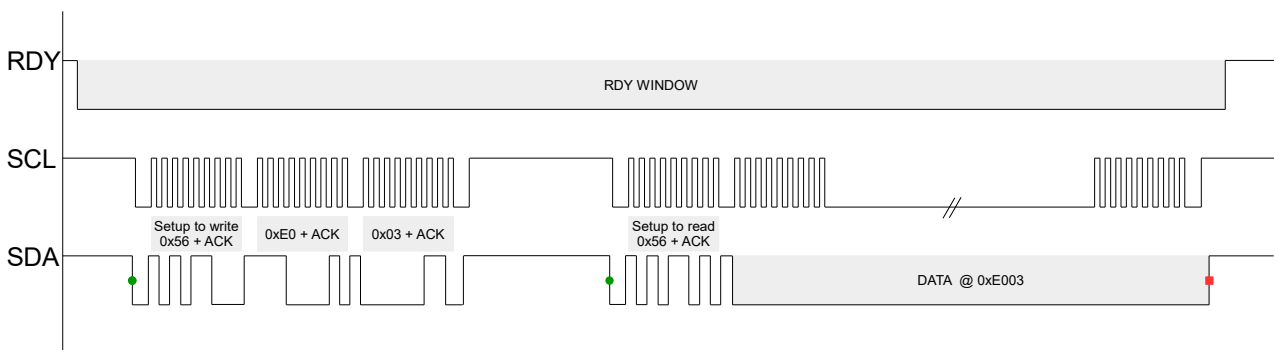 RDY
RDY WINDOW
SCL
Setup to write
0x56 + ACK
0xE0 + ACK
0x03 + ACK
Setup to read
0x56 + ACK
SDA
DATA @ 0xE003